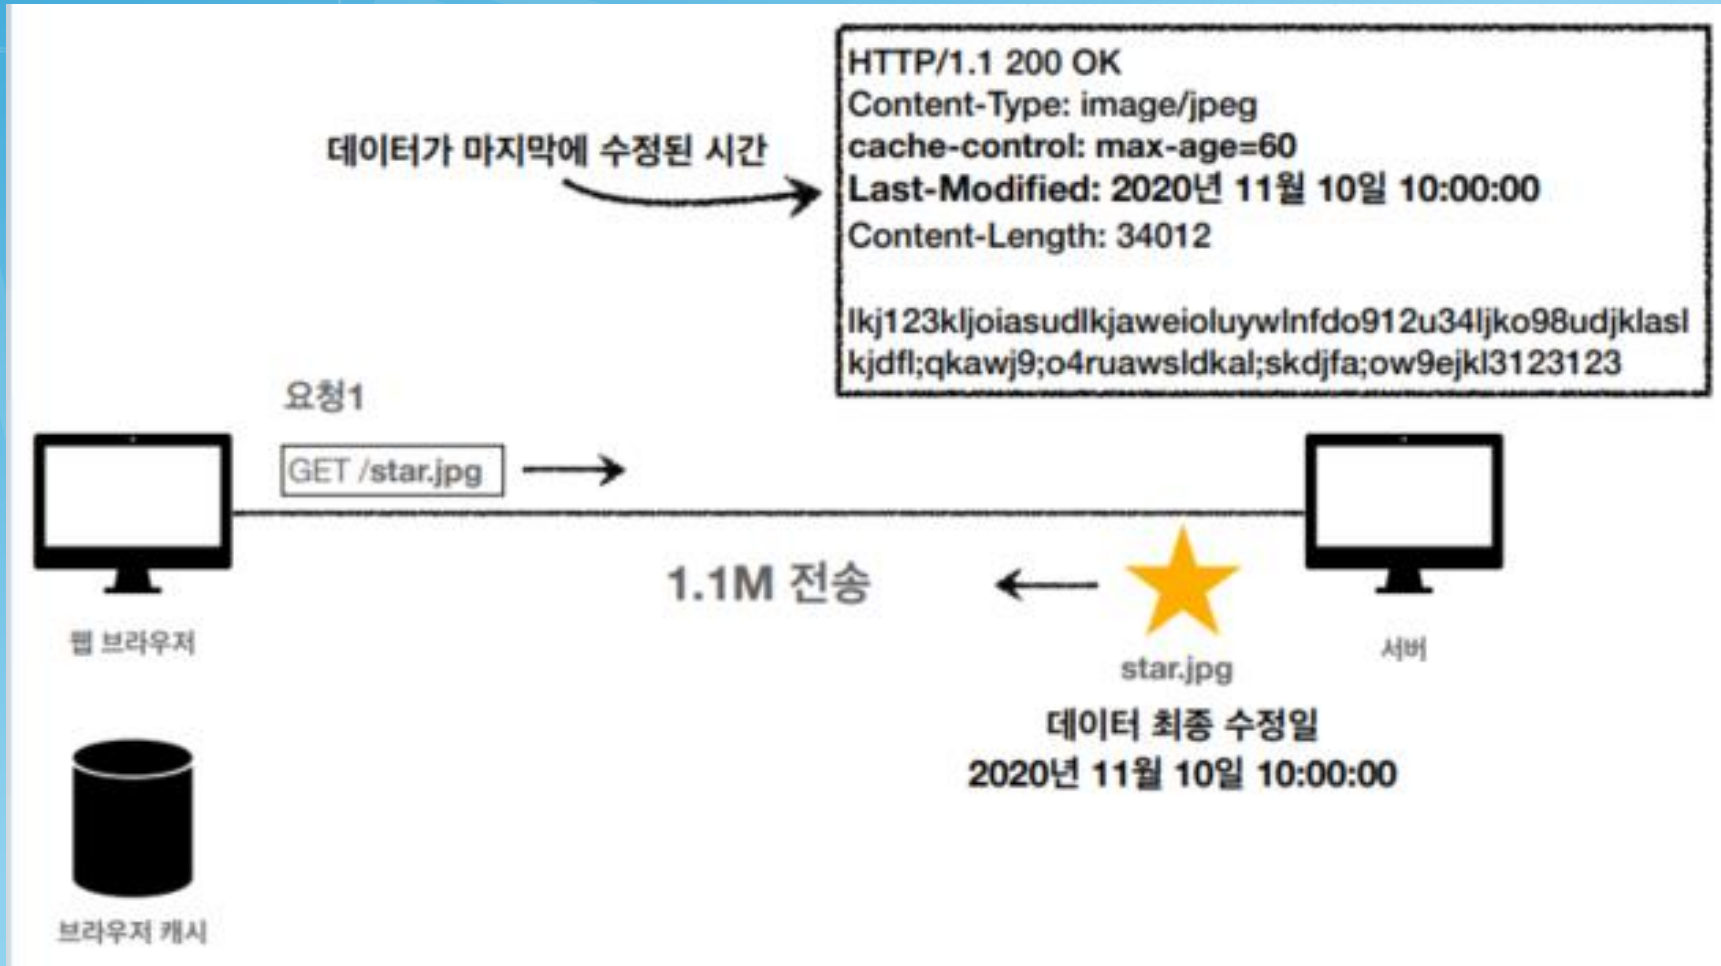 HTTP/1.1 200 OK
Content-Type: image/jpeg
cache-control: max-age=60
Last-Modified: 2020년 11월 10일 10:00:00
Content-Length: 34012
lkj123kljoiasudlkjaweioluywlnfdo912u34ljko98udjklasl
kjdfl;qkawj9;o4ruawsldkal;skdjfa;ow9ejkl3123123
데이터가 마지막에 수정된 시간
요청1
GET /star.jpg
1.1M 전송
웹 브라우저
서버
star.jpg
데이터 최종 수정일
2020년 11월 10일 10:00:00
브라우저 캐시